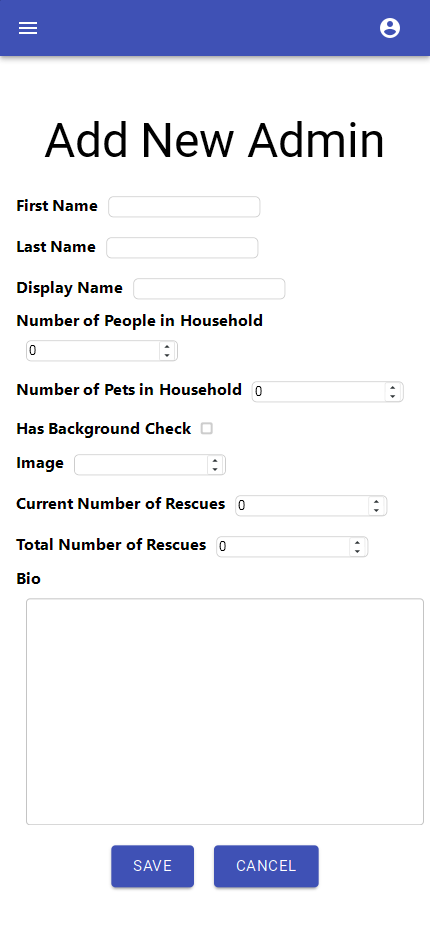 Add New Admin
First Name
Last Name
Display Name
Number of People in Household
0
Number of Pets in Household 0
Has Background Check
Image
Current Number of Rescues 0
Total Number of Rescues 0
Bio
SAVE CANCEL